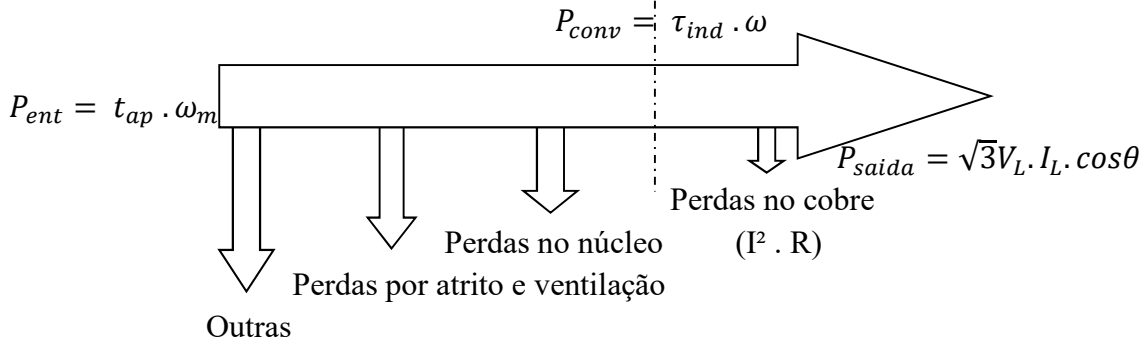 P_conv = τ_ind . ω
P_ent = t_ap . ω_m
P_saida = √3V_L. I_L. cosθ
Perdas no cobre
(I² . R)
Perdas no núcleo
Perdas por atrito e ventilação
Outras